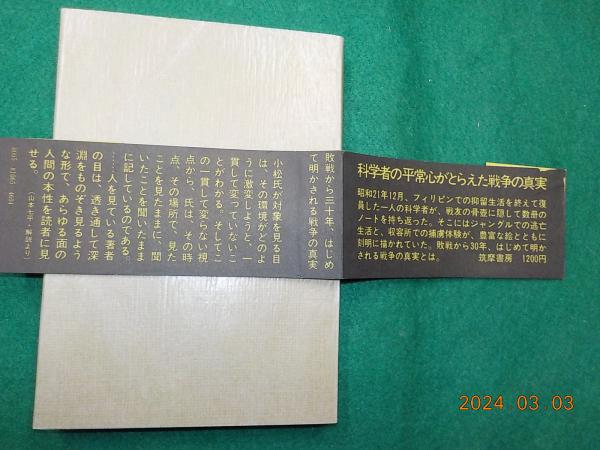 科学者の平常心がとらえた戦争の真実
昭和21年12月、フィリピンでの抑留生活を終えて復
員した一人の科学者が、戦友の骨壺に隠して数冊の
ノートを持ち返った。そこにはジャングルでの逃亡
生活と、収容所での捕虜体験が、豊富な絵とともに
刻明に描かれていた。敗戦から30年、はじめて明か
される戦争の真実とは。 筑摩書房 1200円
敗戦から三十年、はじめ
て明かされる戦争の真実
小松氏が対象を見る目
は、その環境がどのよ
うに激変しようと、一
貫して変っていないこ
とがわかる。そしてこ
の一貫して変らない視
点から、氏は、その時
点、その場所で、見た
ことを見たままに、聞
いたことを聞いたまま
に記しているのである。
……人を見ている著者
の目は、透き通して深
淵をものぞき見るよう
な形で、あらゆる面の
人間の本性を読者に見
せる。 (山本七平・解説より)
2024.03.03